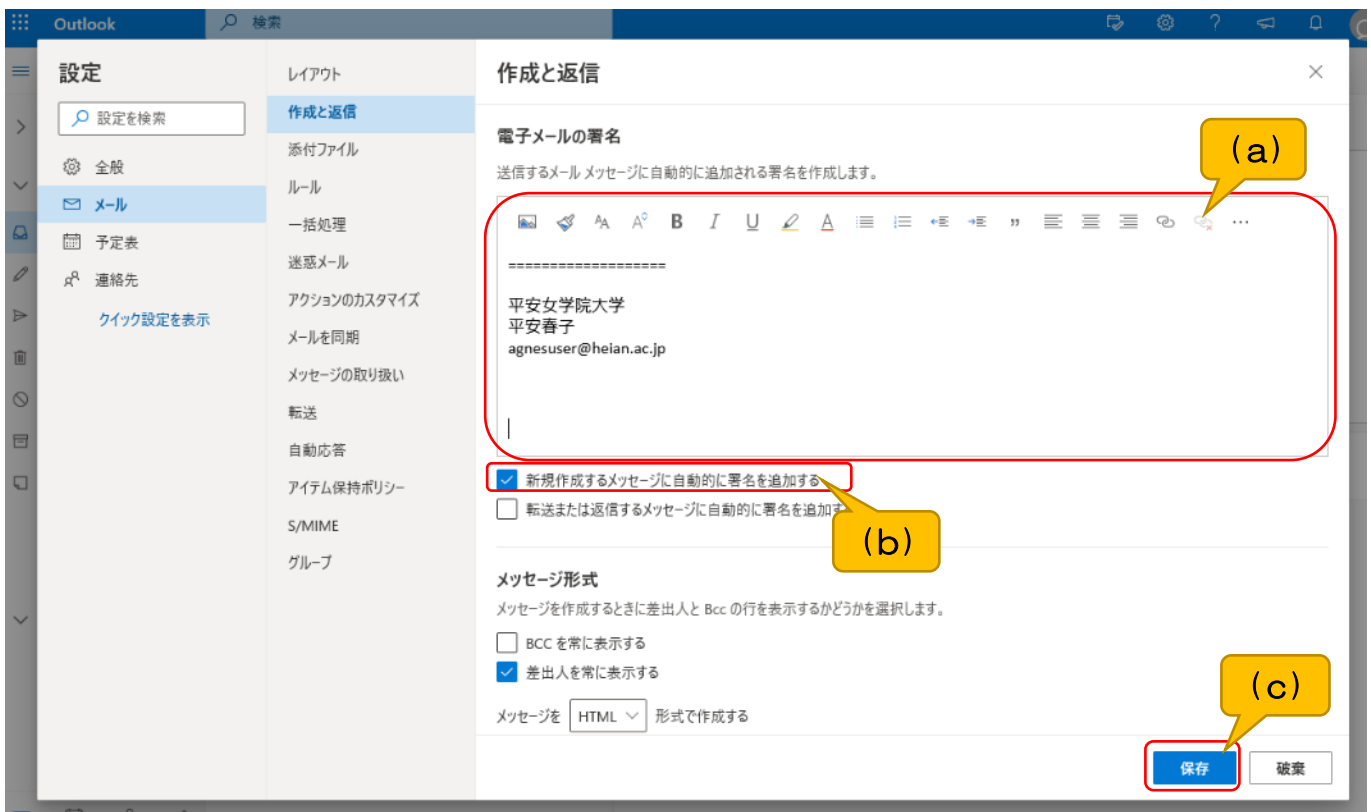 Outlook
検索
設定
設定を検索
全般
メール
予定表
連絡先
クイック設定を表示
レイアウト
作成と返信
添付ファイル
ルール
一括処理
迷惑メール
アクションのカスタマイズ
メールを同期
メッセージの取り扱い
転送
自動応答
アイテム保持ポリシー
S/MIME
グループ
作成と返信
電子メールの署名
(a)
送信するメール メッセージに自動的に追加される署名を作成します。
===================
平安女学院大学
平安春子
agnesuser@heian.ac.jp
新規作成するメッセージに自動的に署名を追加する
転送または返信するメッセージに自動的に署名を追加す
(b)
メッセージ形式
メッセージを作成するときに差出人と Bcc の行を表示するかどうかを選択します。
BCC を常に表示する
差出人を常に表示する
(c)
メッセージを HTML 形式で作成する
保存 破棄